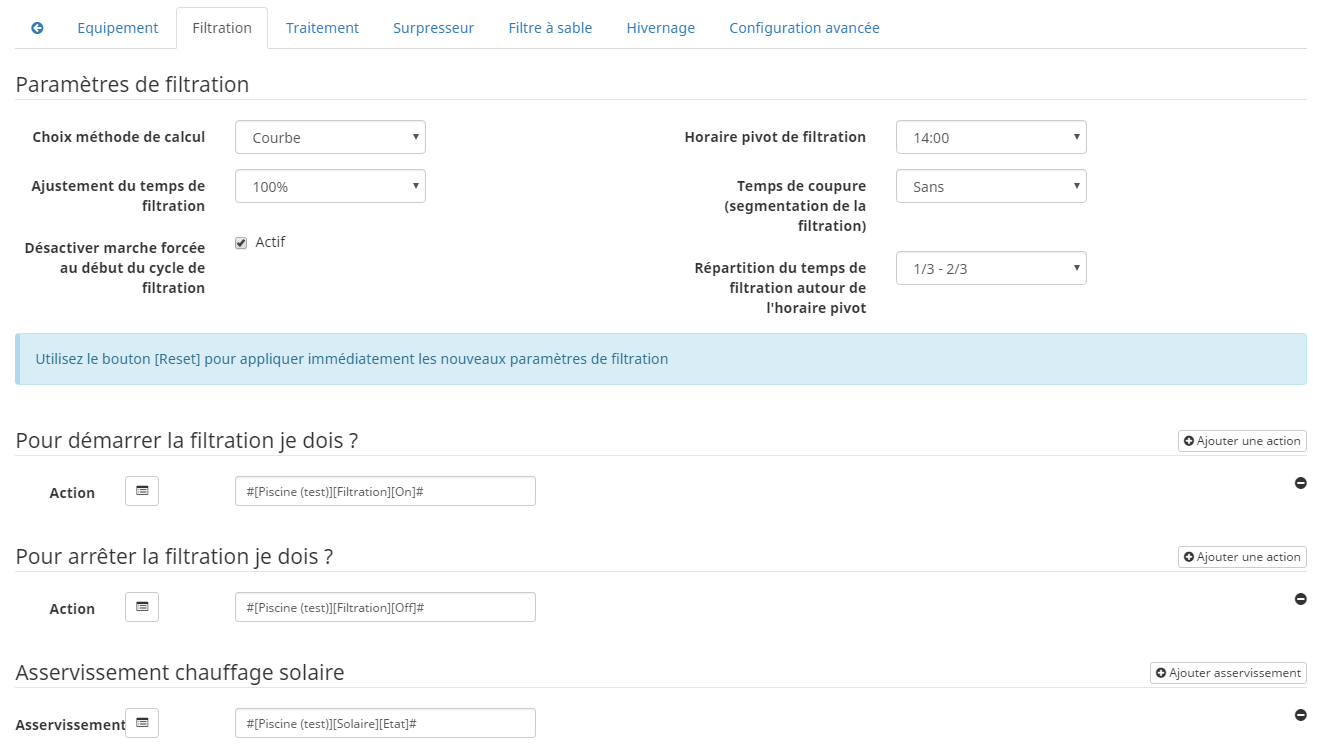 Equipement Filtration Traitement Surpresseur Filtre à sable Hivernage Configuration avancée
Paramètres de filtration
Choix méthode de calcul Courbe
Ajustement du temps de
filtration
100%
Désactiver marche forcée
au début du cycle de
filtration
Actif
Horaire pivot de filtration 14:00
Temps de coupure
(segmentation de la
filtration)
Sans
Répartition du temps de
filtration autour de
l'horaire pivot
1/3 - 2/3
Utilisez le bouton [Reset] pour appliquer immédiatement les nouveaux paramètres de filtration
Pour démarrer la filtration je dois ? Ajouter une action
Action #[Piscine (test)][Filtration][On]#
Pour arrêter la filtration je dois ? Ajouter une action
Action #[Piscine (test)][Filtration][Off]#
Asservissement chauffage solaire Ajouter asservissement
Asservissement #[Piscine (test)][Solaire][Etat]#